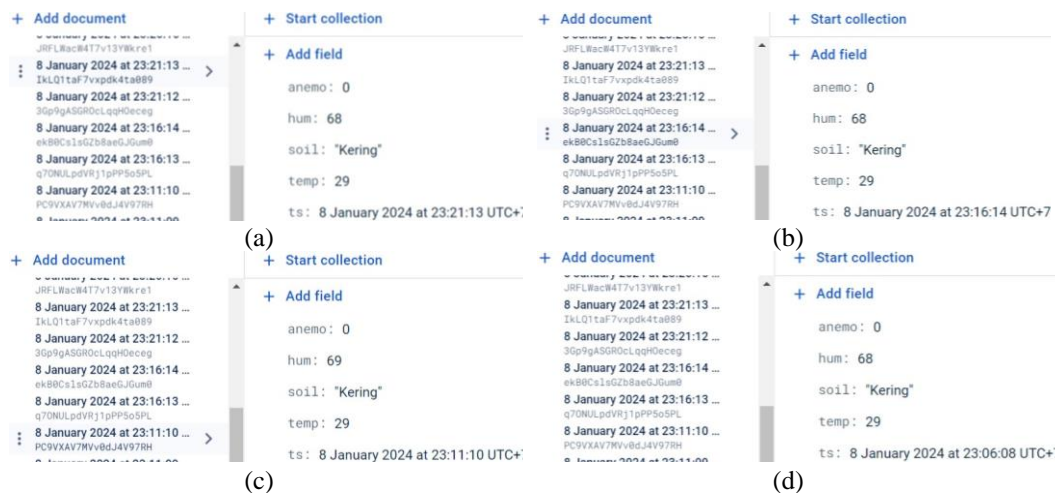 + Add document
JRFLWacW4T7v13YWkre1
8 January 2024 at 23:21:13 ...
IkLQ1taF7vxpdk4ta089
8 January 2024 at 23:21:12 ...
3Gp9gASGROcLqqHOeceg
8 January 2024 at 23:16:14 ...
ekB0CslsGZb8aeGJGum0
8 January 2024 at 23:16:13 ...
q7ONULpdVRj1pPP5o5PL
8 January 2024 at 23:11:10 ...
PC9VXAV7MVv0dJ4V97RH
+ Start collection
+ Add field
anemo: 0
hum: 68
soil: "Kering"
temp: 29
ts: 8 January 2024 at 23:21:13 UTC+7
(a)
+ Add document
JRFLWacW4T7v13YWkre1
8 January 2024 at 23:21:13 ...
IkLQ1taF7vxpdk4ta089
8 January 2024 at 23:21:12 ...
3Gp9gASGROcLqqHOeceg
8 January 2024 at 23:16:14 ...
ekB0CslsGZb8aeGJGum0
8 January 2024 at 23:16:13 ...
q7ONULpdVRj1pPP5o5PL
8 January 2024 at 23:11:10 ...
PC9VXAV7MVv0dJ4V97RH
+ Start collection
+ Add field
anemo: 0
hum: 68
soil: "Kering"
temp: 29
ts: 8 January 2024 at 23:16:14 UTC+7
(b)
+ Add document
JRFLWacW4T7v13YWkre1
8 January 2024 at 23:21:13 ...
IkLQ1taF7vxpdk4ta089
8 January 2024 at 23:21:12 ...
3Gp9gASGROcLqqHOeceg
8 January 2024 at 23:16:14 ...
ekB0CslsGZb8aeGJGum0
8 January 2024 at 23:16:13 ...
q7ONULpdVRj1pPP5o5PL
8 January 2024 at 23:11:10 ...
PC9VXAV7MVv0dJ4V97RH
+ Start collection
+ Add field
anemo: 0
hum: 69
soil: "Kering"
temp: 29
ts: 8 January 2024 at 23:11:10 UTC+7
(c)
+ Add document
JRFLWacW4T7v13YWkre1
8 January 2024 at 23:21:13 ...
IkLQ1taF7vxpdk4ta089
8 January 2024 at 23:21:12 ...
3Gp9gASGROcLqqHOeceg
8 January 2024 at 23:16:14 ...
ekB0CslsGZb8aeGJGum0
8 January 2024 at 23:16:13 ...
q7ONULpdVRj1pPP5o5PL
8 January 2024 at 23:11:10 ...
PC9VXAV7MVv0dJ4V97RH
+ Start collection
+ Add field
anemo: 0
hum: 68
soil: "Kering"
temp: 29
ts: 8 January 2024 at 23:06:08 UTC+7
(d)